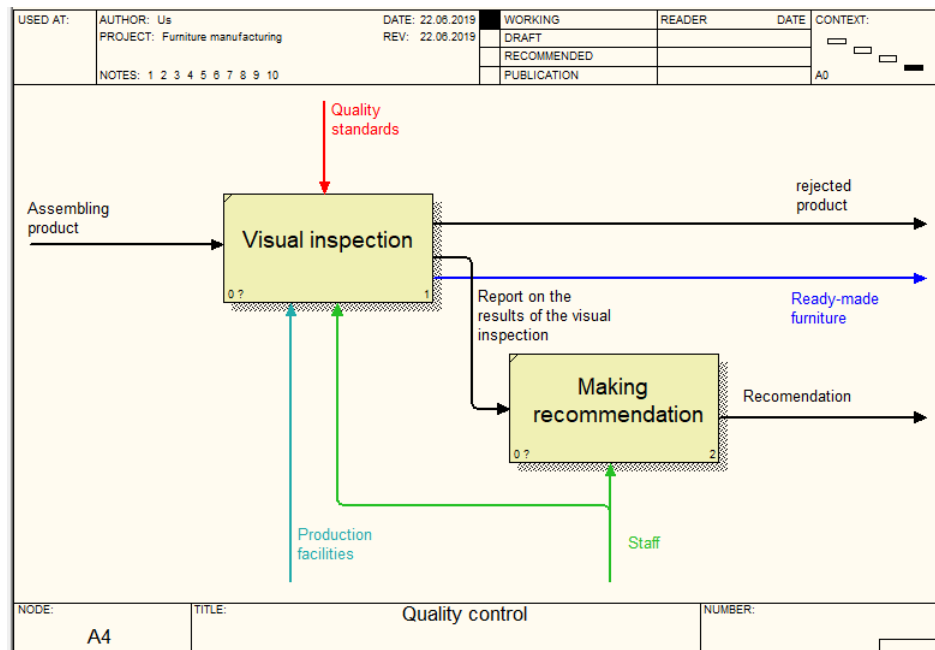 USED AT:
AUTHOR: Us
DATE: 22.06.2019
WORKING
READER
DATE
CONTEXT:
PROJECT: Furniture manufacturing
REV: 22.06.2019
DRAFT
RECOMMENDED
NOTES: 1 2 3 4 5 6 7 8 9 10
PUBLICATION
A0
Quality
standards
Assembling
product
rejected
product
Visual inspection
0 ?
1
Ready-made
furniture
Report on the
results of the visual
inspection
Making
recommendation
0 ?
2
Recomendation
Production
facilities
Staff
NODE:
A4
TITLE:
Quality control
NUMBER: